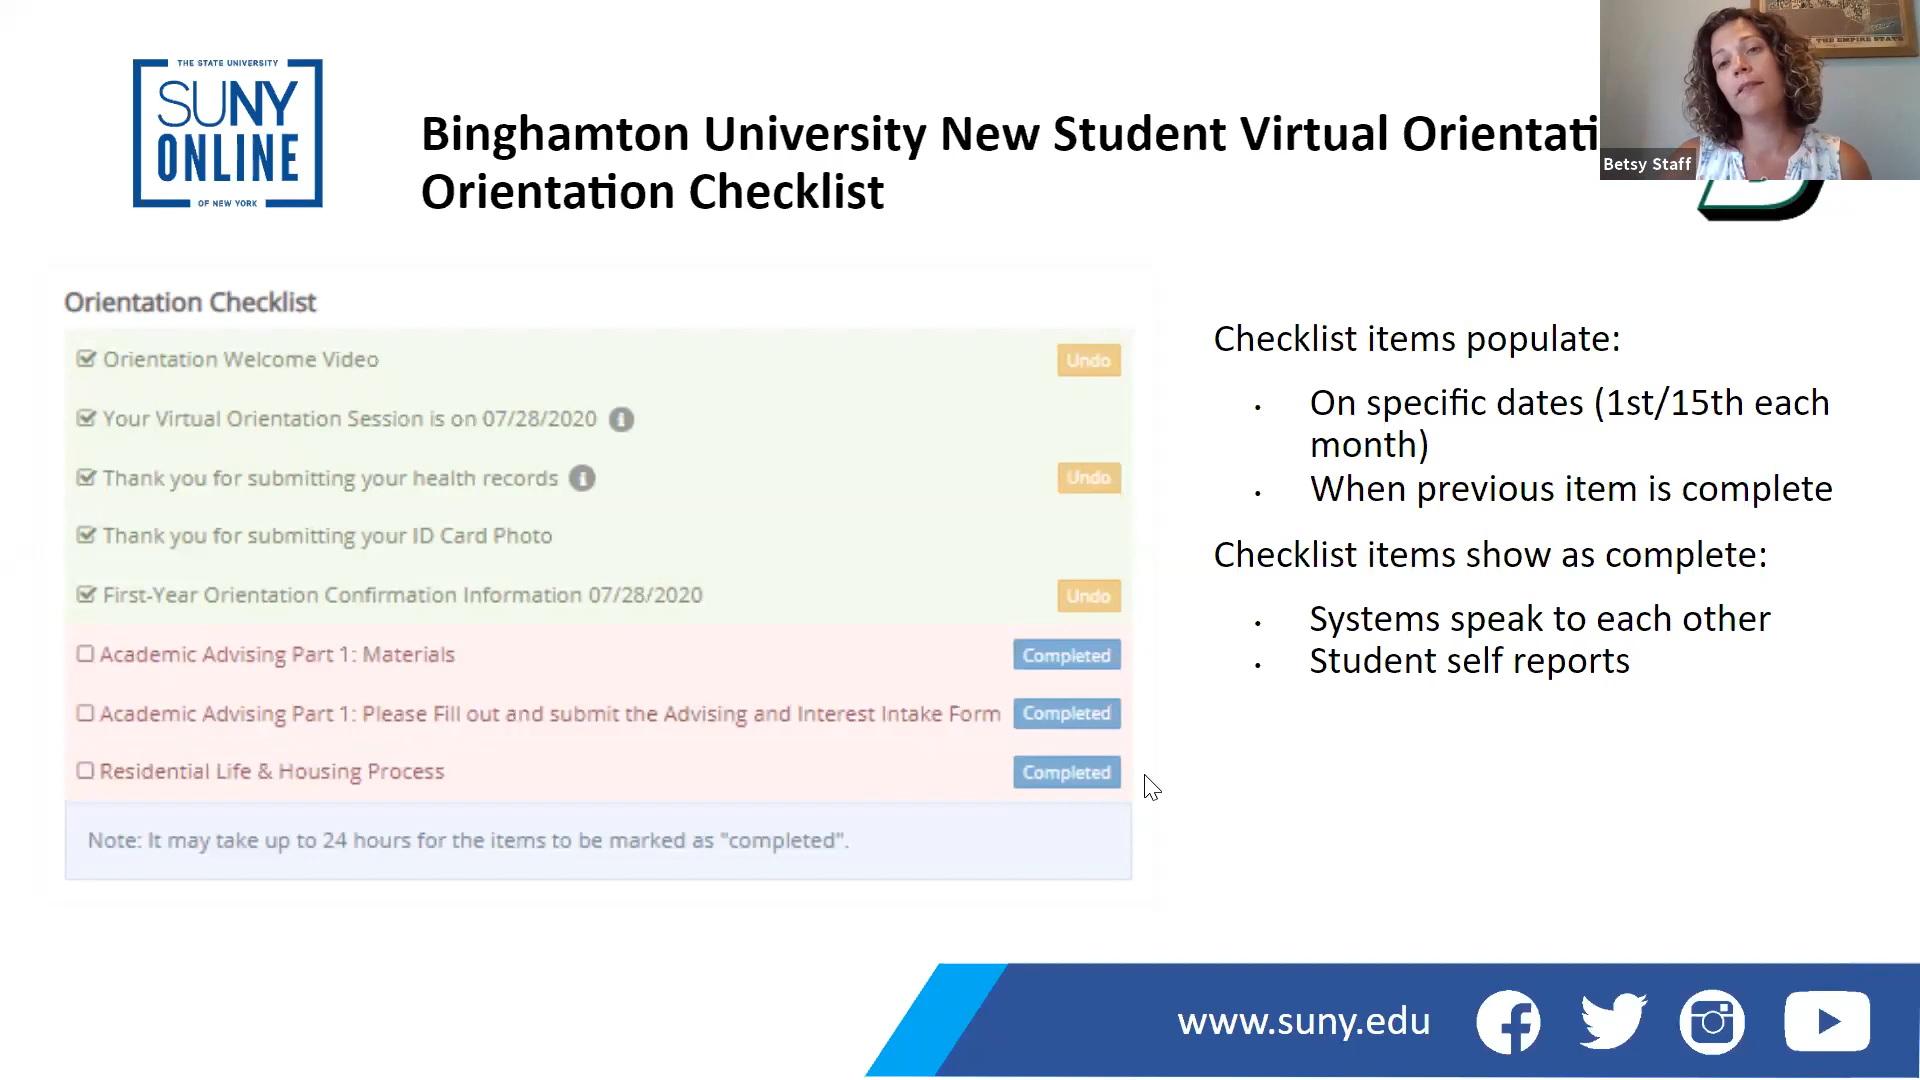 THE STATE UNIVERSITY
SUNY
ONLINE
OF NEW YORK
Binghamton University New Student Virtual Orientati
Orientation Checklist
THE EMPIRE STATE
Betsy Staff
Orientation Checklist
Orientation Welcome Video
Undo
Your Virtual Orientation Session is on 07/28/2020
Thank you for submitting your health records
Undo
Thank you for submitting your ID Card Photo
First-Year Orientation Confirmation Information 07/28/2020
Undo
Academic Advising Part 1: Materials
Completed
Academic Advising Part 1: Please Fill out and submit the Advising and Interest Intake Form
Completed
Residential Life & Housing Process
Completed
Note: It may take up to 24 hours for the items to be marked as "completed".
Checklist items populate:
On specific dates (1st/15th each
month)
When previous item is complete
Checklist items show as complete:
Systems speak to each other
Student self reports
www.suny.edu